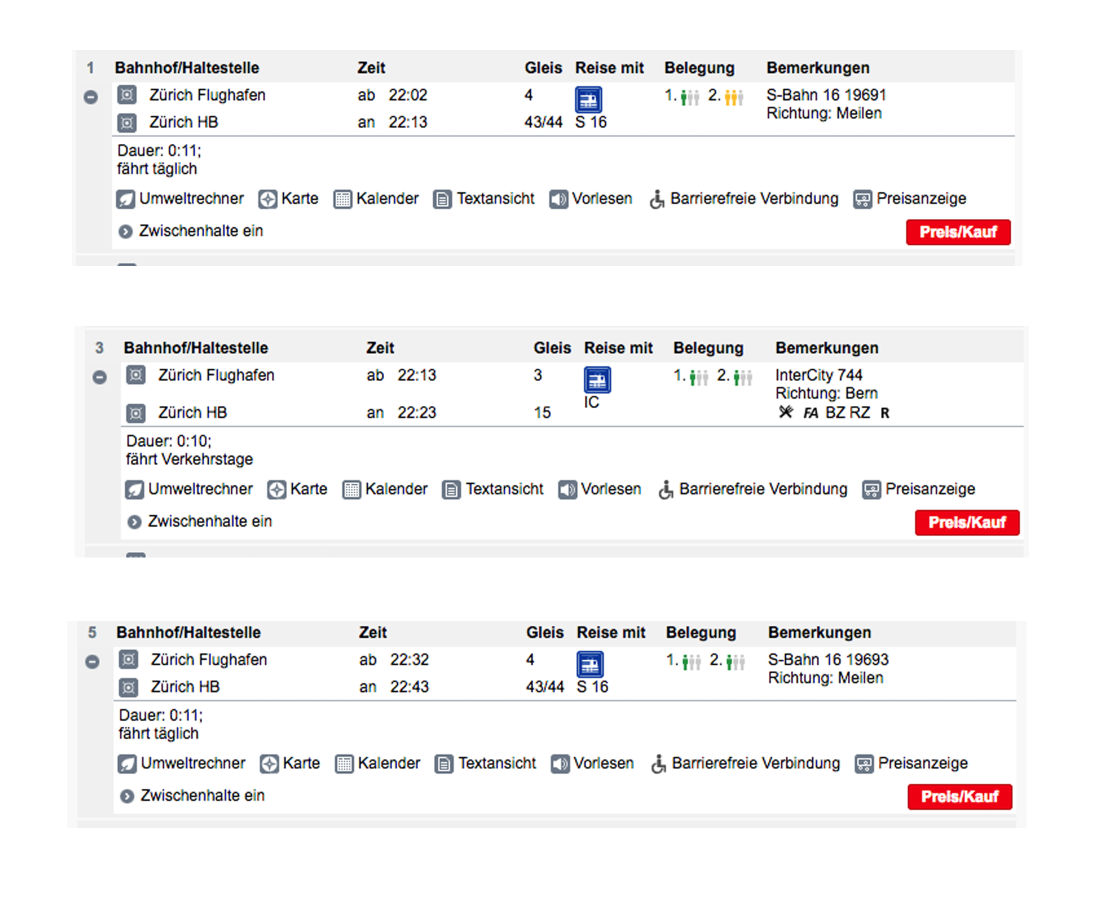 1 Bahnhof/Haltestelle Zeit Gleis Reise mit Belegung Bemerkungen
Zürich Flughafen ab 22:02 4 1. 2. S-Bahn 16 19691
Richtung: Meilen
Zürich HB an 22:13 43/44 S 16
Dauer: 0:11;
fährt täglich
Umweltrechner Karte Kalender Textansicht Vorlesen Barrierefreie Verbindung Preisanzeige
Zwischenhalte ein Preis/Kauf
3 Bahnhof/Haltestelle Zeit Gleis Reise mit Belegung Bemerkungen
Zürich Flughafen ab 22:13 3 1. 2. InterCity 744
Richtung: Bern
IC
Zürich HB an 22:23 15 FA BZ RZ R
Dauer: 0:10;
fährt Verkehrstage
Umweltrechner Karte Kalender Textansicht Vorlesen Barrierefreie Verbindung Preisanzeige
Zwischenhalte ein Preis/Kauf
5 Bahnhof/Haltestelle Zeit Gleis Reise mit Belegung Bemerkungen
Zürich Flughafen ab 22:32 4 1. 2. S-Bahn 16 19693
Richtung: Meilen
Zürich HB an 22:43 43/44 S 16
Dauer: 0:11;
fährt täglich
Umweltrechner Karte Kalender Textansicht Vorlesen Barrierefreie Verbindung Preisanzeige
Zwischenhalte ein Preis/Kauf